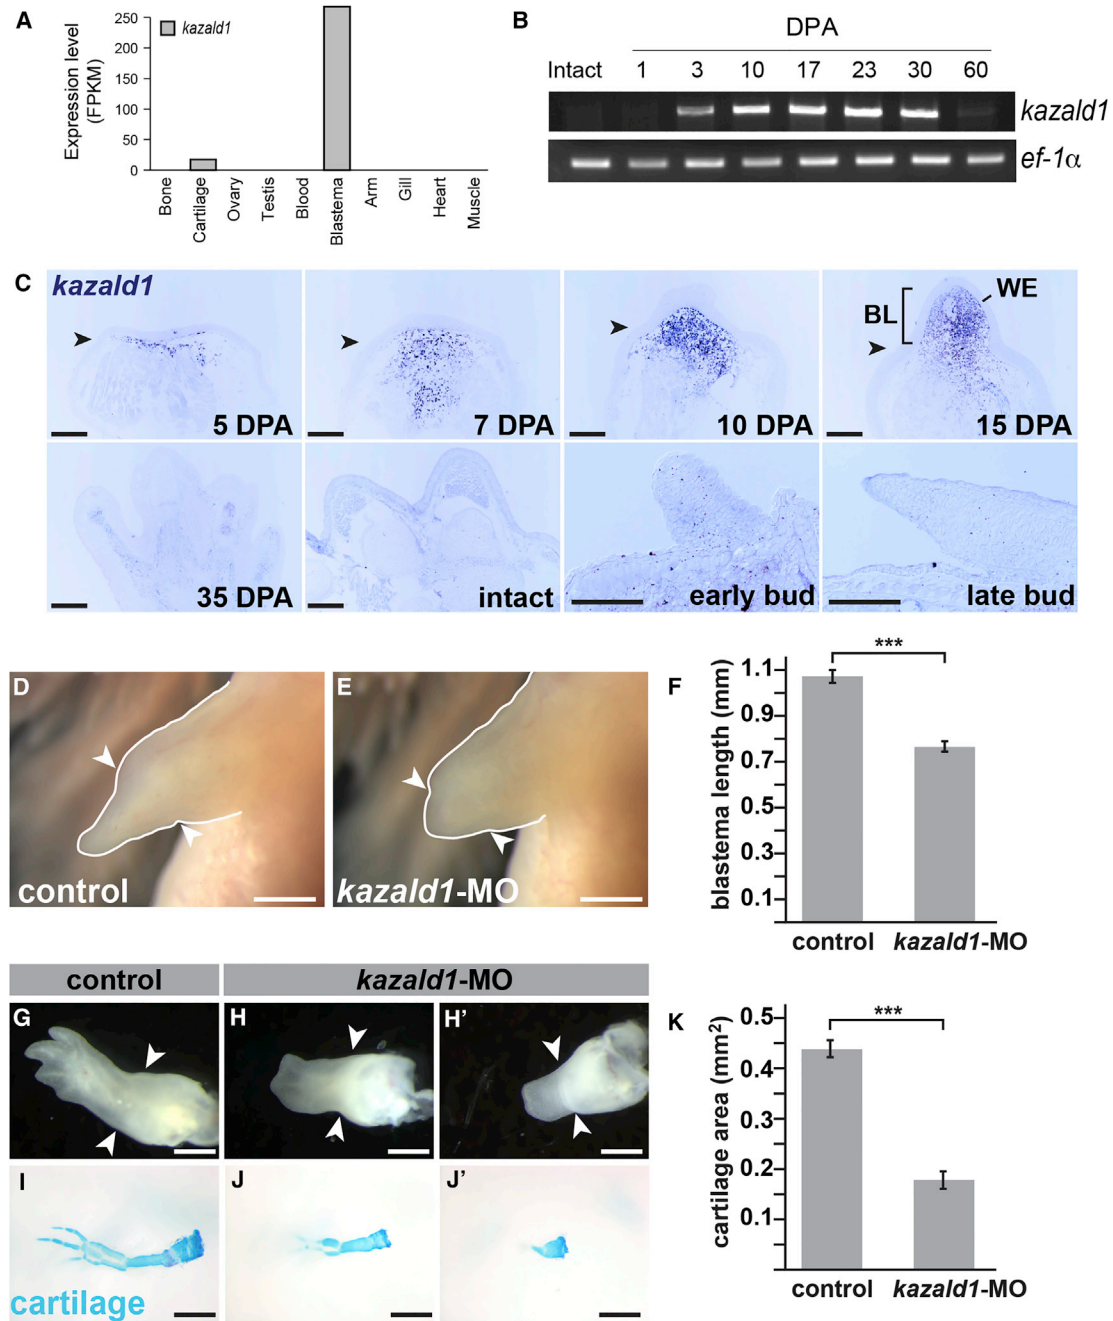 A
Expression level
(FPKM)
250
200
150
100
50
0
kazald1
Bone
Cartilage
Ovary
Testis
Blood
Blastema
Arm
Gill
Heart
Muscle
B
DPA
Intact 1 3 10 17 23 30 60
kazald1
ef-1α
C
kazald1
5 DPA
7 DPA
10 DPA
BL
WE
15 DPA
35 DPA
intact
early bud
late bud
D
control
E
kazald1-MO
F
blastema length (mm)
1.1
0.9
0.7
0.5
0.3
0.1
***
control kazald1-MO
control
kazald1-MO
G
H
H’
I
cartilage
J
J’
K
cartilage area (mm²)
0.5
0.4
0.3
0.2
0.1
***
control kazald1-MO